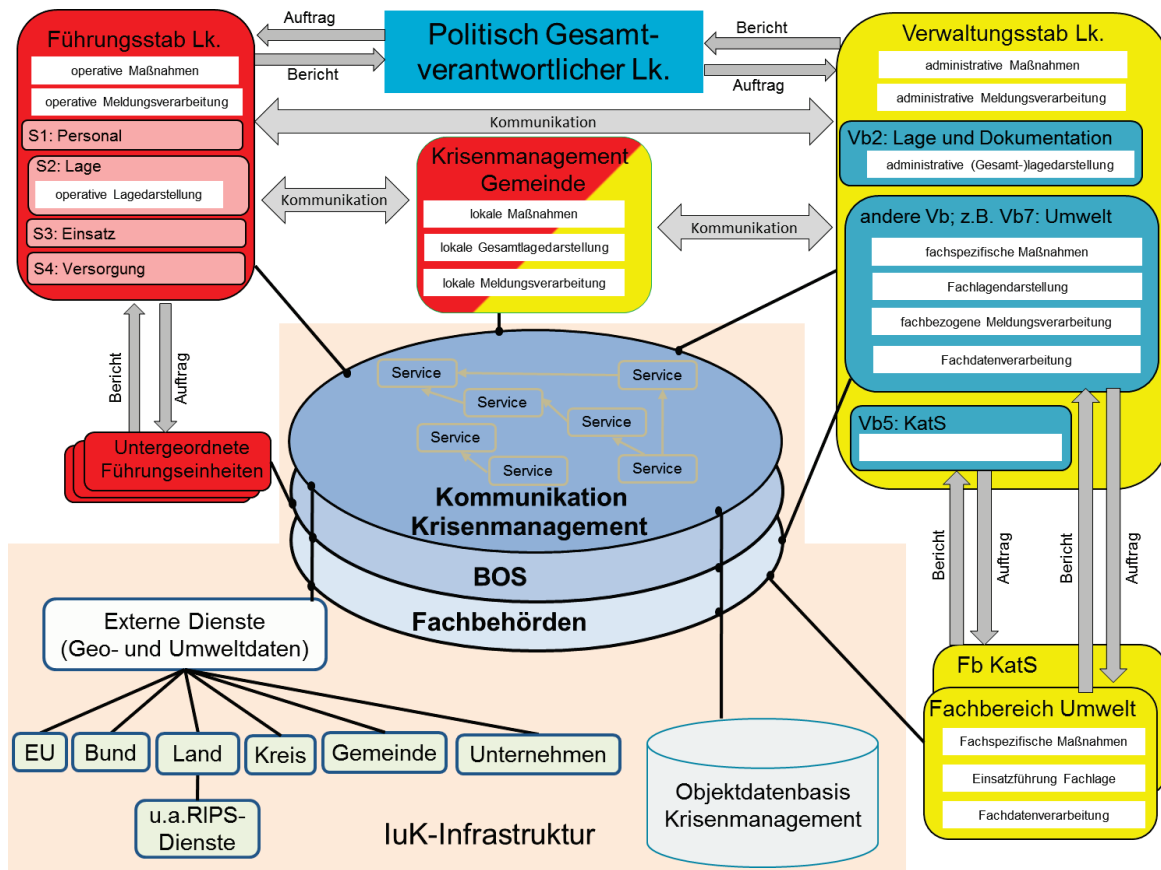 Führungsstab Lk.
operative Maßnahmen
operative Meldungsverarbeitung
S1: Personal
S2: Lage
operative Lagedarstellung
S3: Einsatz
S4: Versorgung
Auftrag
Bericht
Politisch Gesamt-
verantwortlicher Lk.
Bericht
Auftrag
Kommunikation
Kommunikation
Krisenmanagement
Gemeinde
lokale Maßnahmen
lokale Gesamtlagedarstellung
lokale Meldungsverarbeitung
Kommunikation
Verwaltungsstab Lk.
administrative Maßnahmen
administrative Meldungsverarbeitung
Vb2: Lage und Dokumentation
administrative (Gesamt-)lagedarstellung
andere Vb; z.B. Vb7: Umwelt
fachspezifische Maßnahmen
Fachlagendarstellung
fachbezogene Meldungsverarbeitung
Fachdatenverarbeitung
Vb5: KatS
Bericht
Auftrag
Untergeordnete
Führungseinheiten
Service
Service
Service
Service
Service
Service
Service
Kommunikation
Krisenmanagement
BOS
Fachbehörden
Bericht
Auftrag
Bericht
Auftrag
Fb KatS
Fachbereich Umwelt
Fachspezifische Maßnahmen
Einsatzführung Fachlage
Fachdatenverarbeitung
Externe Dienste
(Geo- und Umweltdaten)
EU
Bund
Land
Kreis
Gemeinde
Unternehmen
u.a.RIPS-
Dienste
IuK-Infrastruktur
Objektdatenbasis
Krisenmanagement